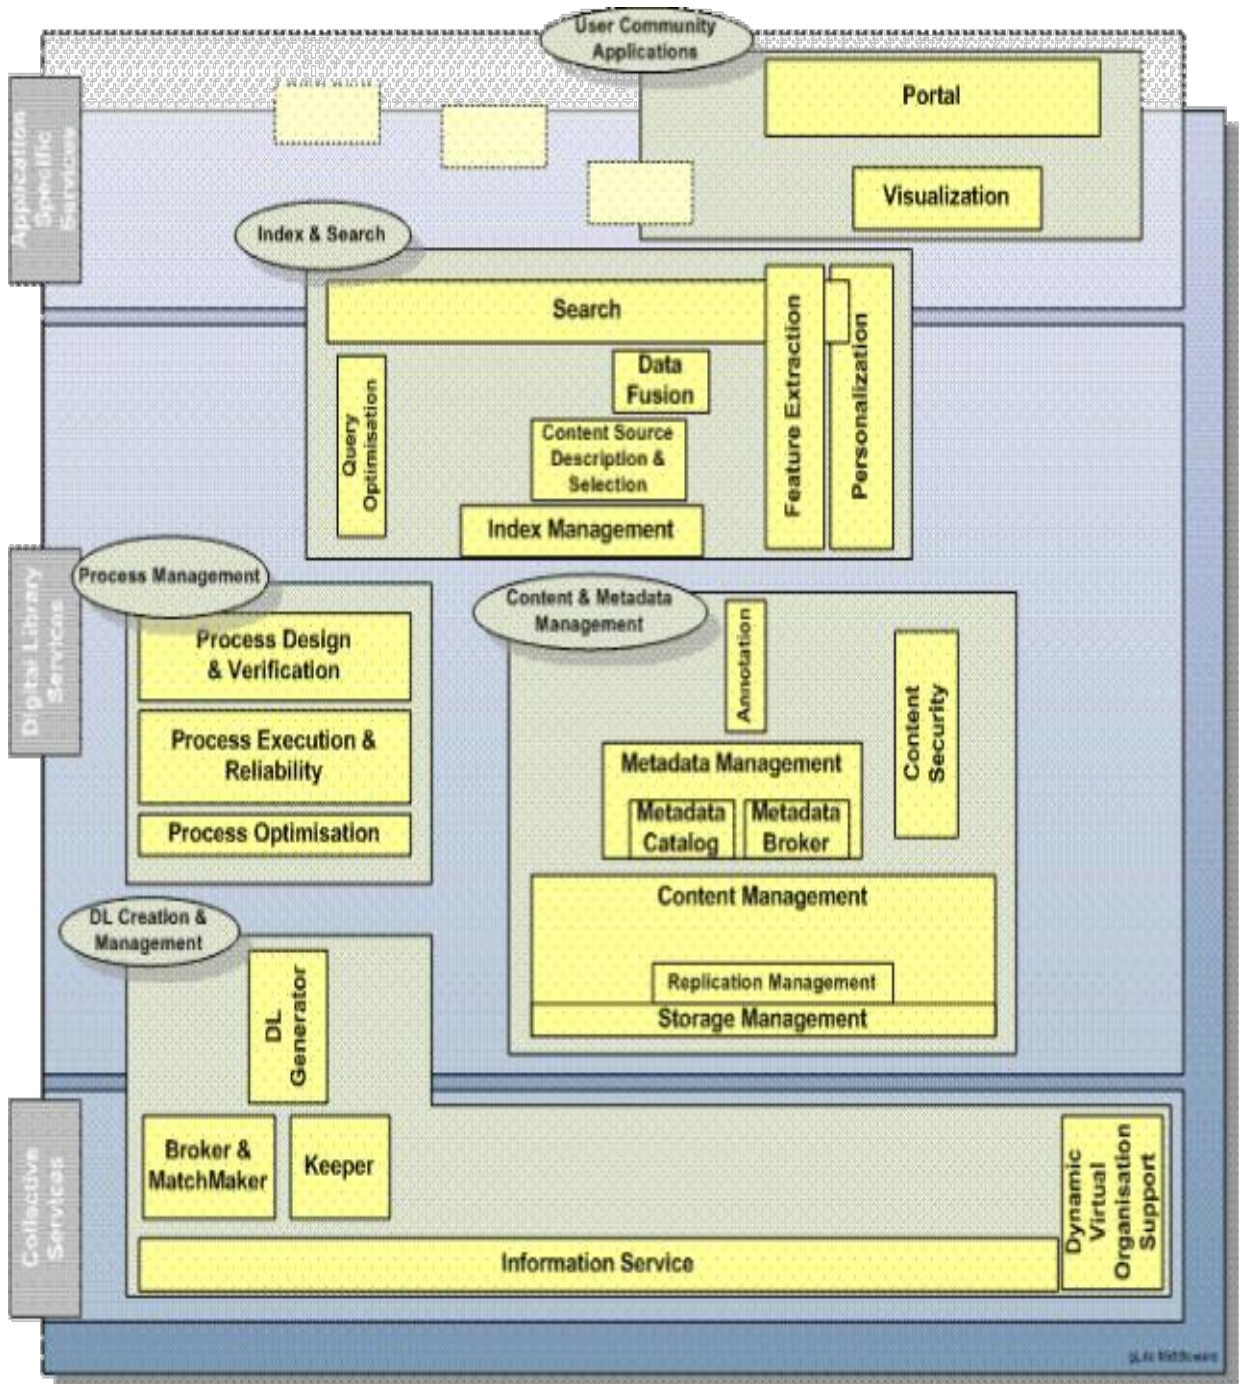 User Community
Applications
Portal
Visualization
Application
Specific
Services
Index & Search
Search
Feature Extraction
Personalization
Data
Fusion
Query
Optimisation
Content Source
Description &
Selection
Index Management
Digital Library
Services
Process Management
Process Design
& Verification
Process Execution &
Reliability
Process Optimisation
Content & Metadata
Management
Annotation
Content
Security
Metadata Management
Metadata
Catalog
Metadata
Broker
Content Management
Replication Management
Storage Management
DL Creation &
Management
DL
Generator
Collective
Services
Broker &
MatchMaker
Keeper
Dynamic
Virtual
Organisation
Support
Information Service
gLite Middleware